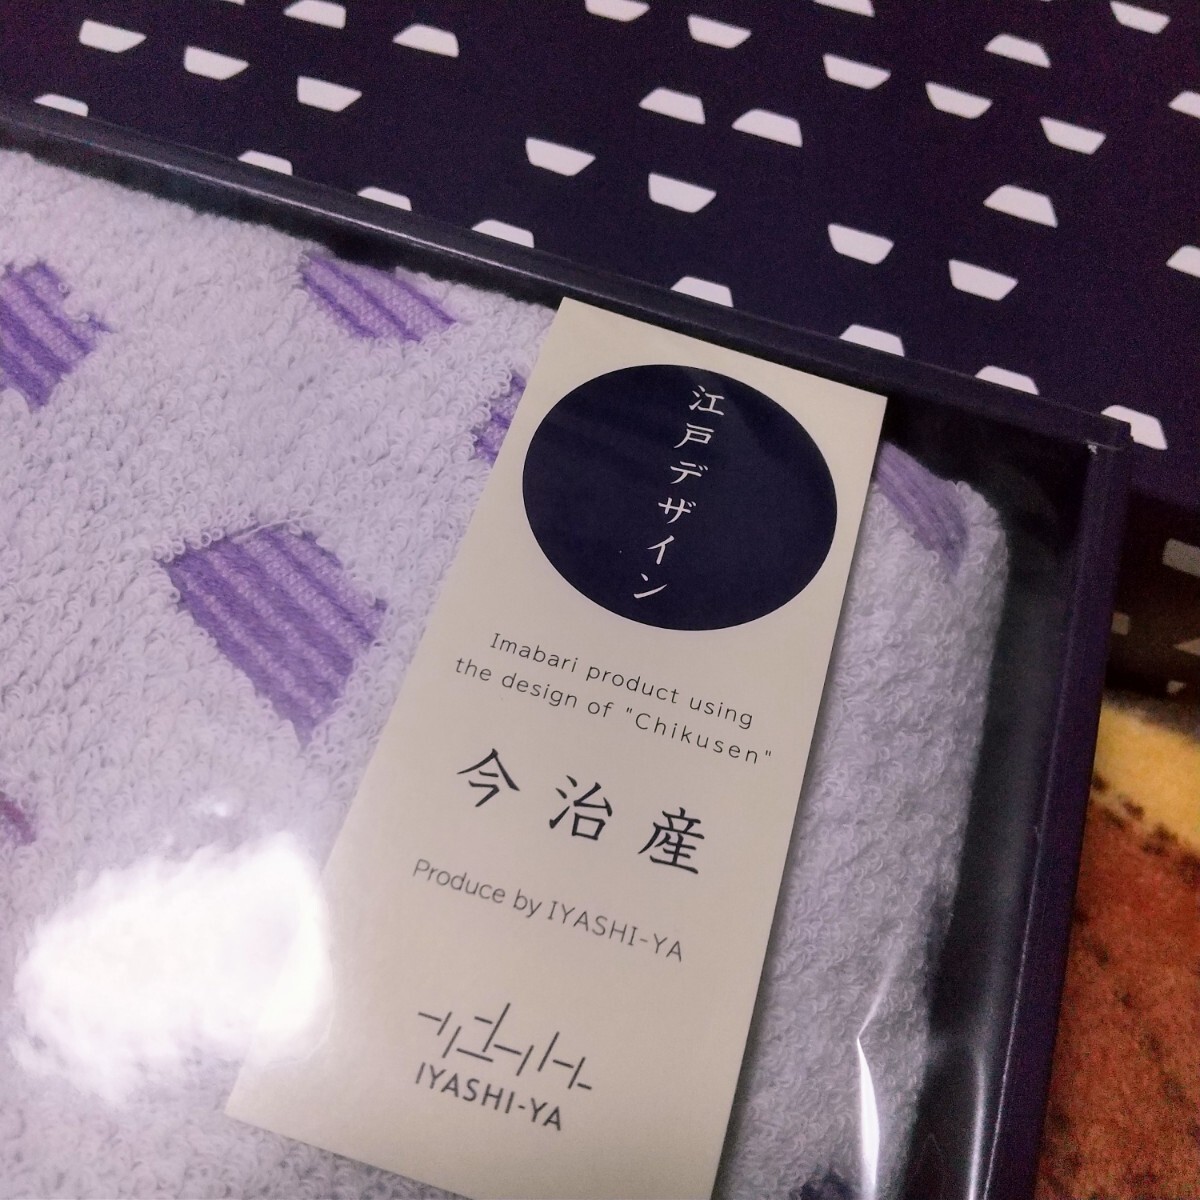 江戸デザイン
Imabari product using
the design of "Chikusen"
今治産
Produce by IYASHI-YA
IYASHI-YA